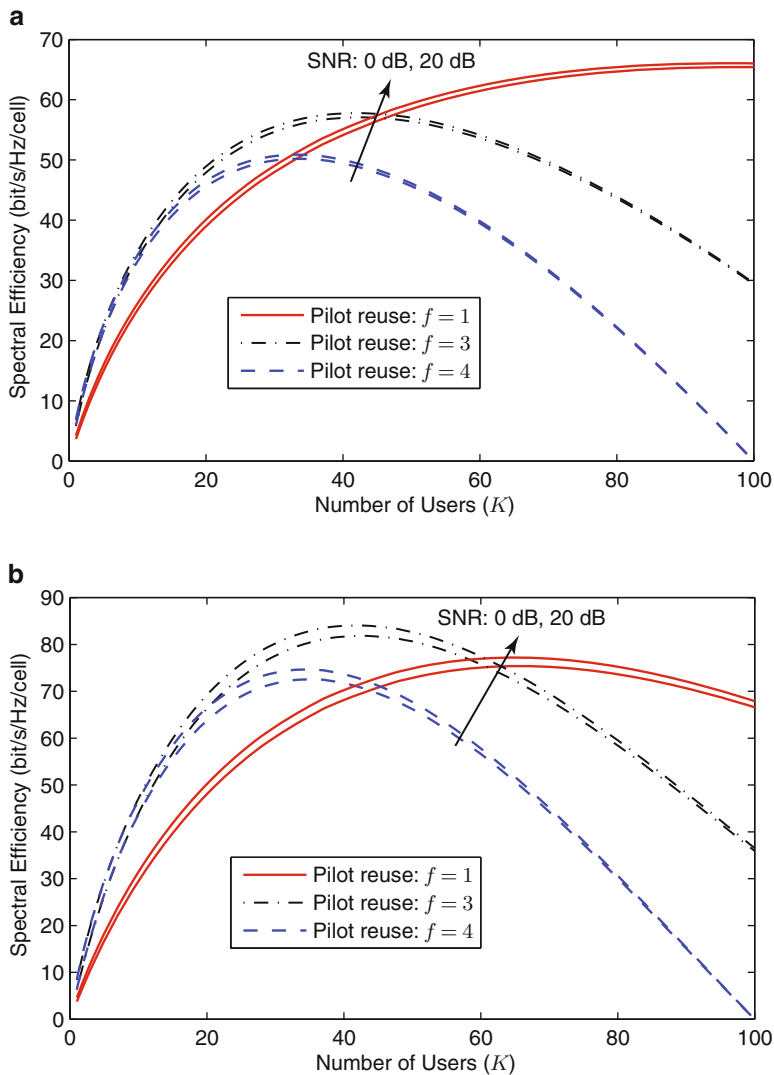 a
70
60
50
40
30
20
10
0
Spectral Efficiency (bit/s/Hz/cell)
SNR: 0 dB, 20 dB
Pilot reuse: f = 1
Pilot reuse: f = 3
Pilot reuse: f = 4
0 20 40 60 80 100
Number of Users (K)
b
90
80
70
60
50
40
30
20
10
0
Spectral Efficiency (bit/s/Hz/cell)
SNR: 0 dB, 20 dB
Pilot reuse: f = 1
Pilot reuse: f = 3
Pilot reuse: f = 4
0 20 40 60 80 100
Number of Users (K)